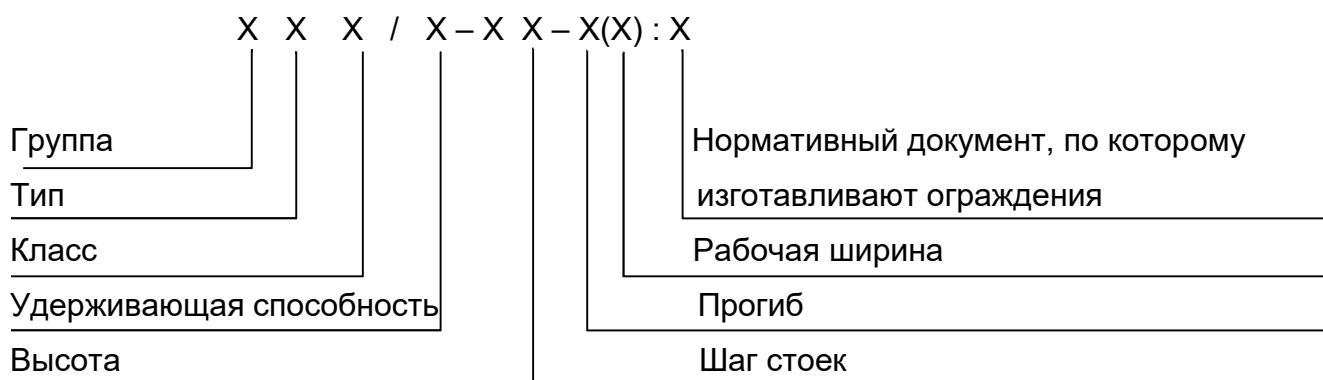 X X X / X – X X – X(X) : X
Группа
Нормативный документ, по которому
Тип
изготавливают ограждения
Класс
Рабочая ширина
Удерживающая способность
Прогиб
Высота
Шаг стоек